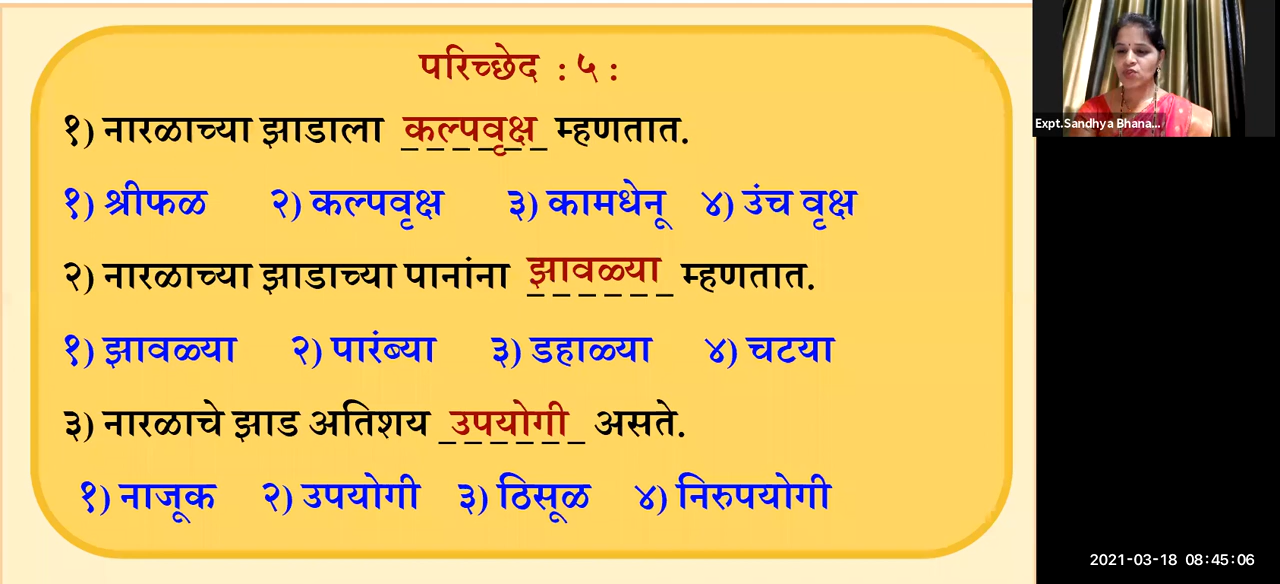 परिच्छेद : ५ :
१) नारळाच्या झाडाला कल्पवृक्ष म्हणतात.
१) श्रीफळ २) कल्पवृक्ष ३) कामधेनू ४) उंच वृक्ष
२) नारळाच्या झाडाच्या पानांना झावळ्या म्हणतात.
१) झावळ्या २) पारंब्या ३) डहाळ्या ४) चटया
३) नारळाचे झाड अतिशय उपयोगी असते.
१) नाजूक २) उपयोगी ३) ठिसूळ ४) निरुपयोगी
Expt.Sandhya Bhana...
2021-03-18 08:45:06